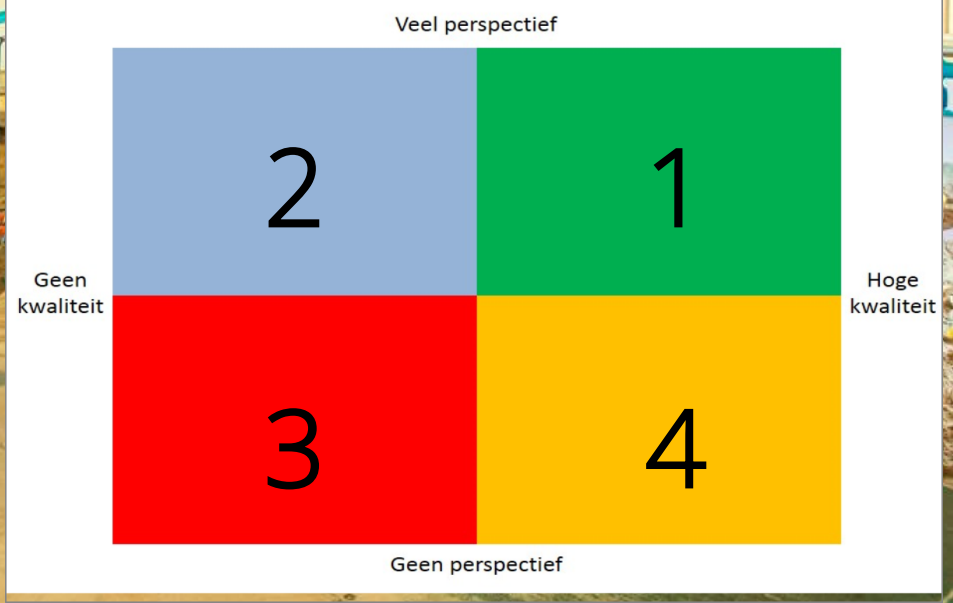 Veel perspectief
2
1
Geen
kwaliteit
Hoge
kwaliteit
3
4
Geen perspectief